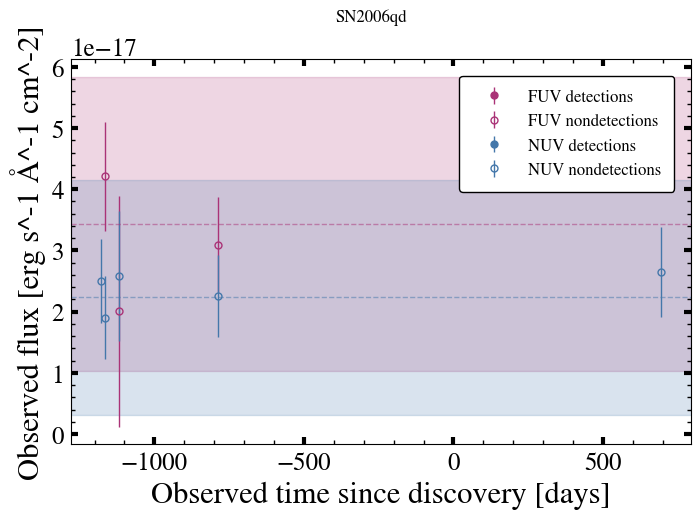 SN2006qd
1e−17
6
5
4
3
2
1
0
Observed flux [erg s^-1 Å^-1 cm^-2]
FUV detections
FUV nondetections
NUV detections
NUV nondetections
−1000 −500 0 500
Observed time since discovery [days]